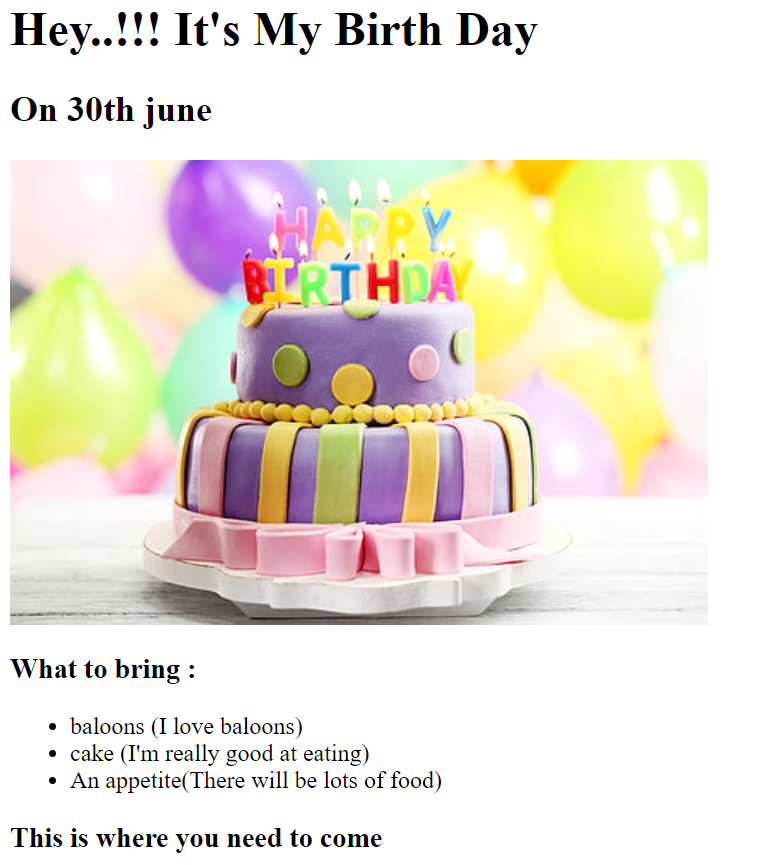 Hey..!!! It's My Birth Day
On 30th june
HAPPY
BIRTHDAY
What to bring :
baloons (I love baloons)
cake (I'm really good at eating)
An appetite(There will be lots of food)
This is where you need to come